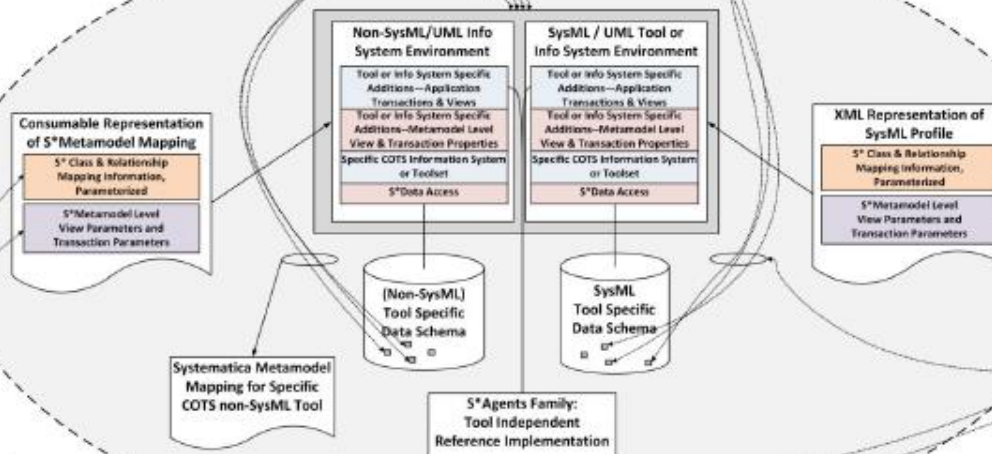 Non-SysML/UML Info
System Environment
Tool or Info System Specific
Additions—Application
Transactions & Views
Tool or Info System Specific
Additions--Metamodel Level
View & Transaction Properties
Specific COTS Information System
or Toolset
S*Data Access
SysML / UML Tool or
Info System Environment
Tool or Info System Specific
Additions—Application
Transactions & Views
Tool or Info System Specific
Additions--Metamodel Level
View & Transaction Properties
Specific COTS Information System
or Toolset
S*Data Access
Consumable Representation
of S*Metamodel Mapping
S* Class & Relationship
Mapping Information,
Parameterized
S*Metamodel Level
View Parameters and
Transaction Parameters
XML Representation of
SysML Profile
S* Class & Relationship
Mapping Information,
Parameterized
S*Metamodel Level
View Parameters and
Transaction Parameters
(Non-SysML)
Tool Specific
Data Schema
SysML
Tool Specific
Data Schema
Systematica Metamodel
Mapping for Specific
COTS non-SysML Tool
S*Agents Family:
Tool Independent
Reference Implementation